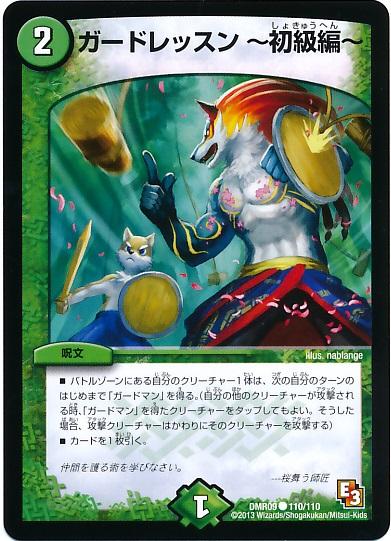 2
しょきゅうへん
ガードレッスン 〜初級編〜
呪文
illus. nablange
■ バトルゾーンにある自分のクリーチャー1体は、次の自分のターンの
はじめまで「ガードマン」を得る。(自分の他のクリーチャーが攻撃さ
れる時、「ガードマン」を得たクリーチャーをタップしてもよい。そうした
場合、攻撃クリーチャーはかわりにそのクリーチャーを攻撃する)
■ カードを1枚引く。
仲間を護る術を学びなさい。
----桜舞う師匠
1
DMR09 ● 110/110
©2013 Wizards/Shogakukan/Mitsui-Kids
E3